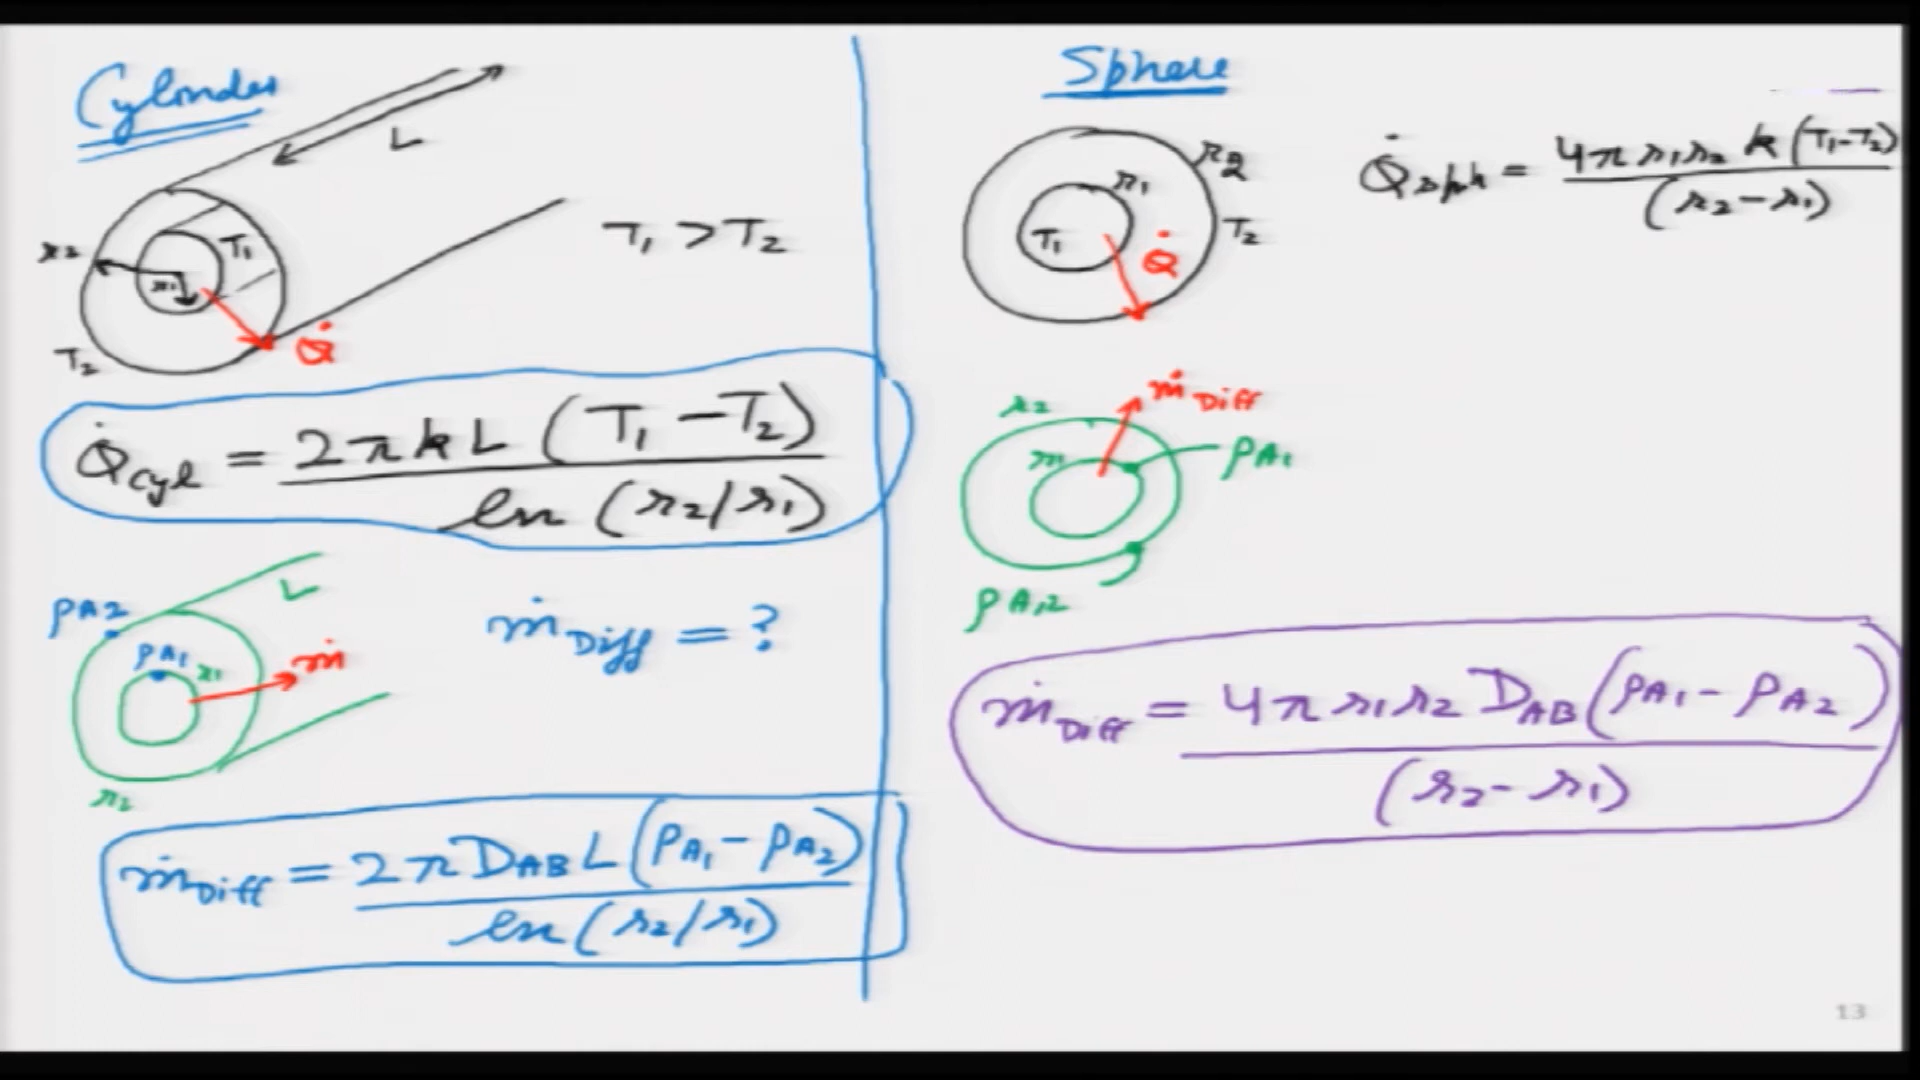 Cylinder
L
r2
T1
r1
T1 > T2
Q̇
T2
Q̇cyl = 2πkL (T1 - T2) / ln (r2/r1)
L
ρA2
ρA1
r1
ṁ
ṁDiff = ?
r2
ṁDiff = 2πDAB L (ρA1 - ρA2) / ln (r2/r1)
Sphere
r2
r1
T1
T2
Q̇
Q̇sph = 4π r1 r2 k (T1-T2) / (r2-r1)
ṁDiff
r2
r1
ρA1
ρA,2
ṁDiff = 4π r1 r2 DAB (ρA1 - ρA2) / (r2 - r1)
13